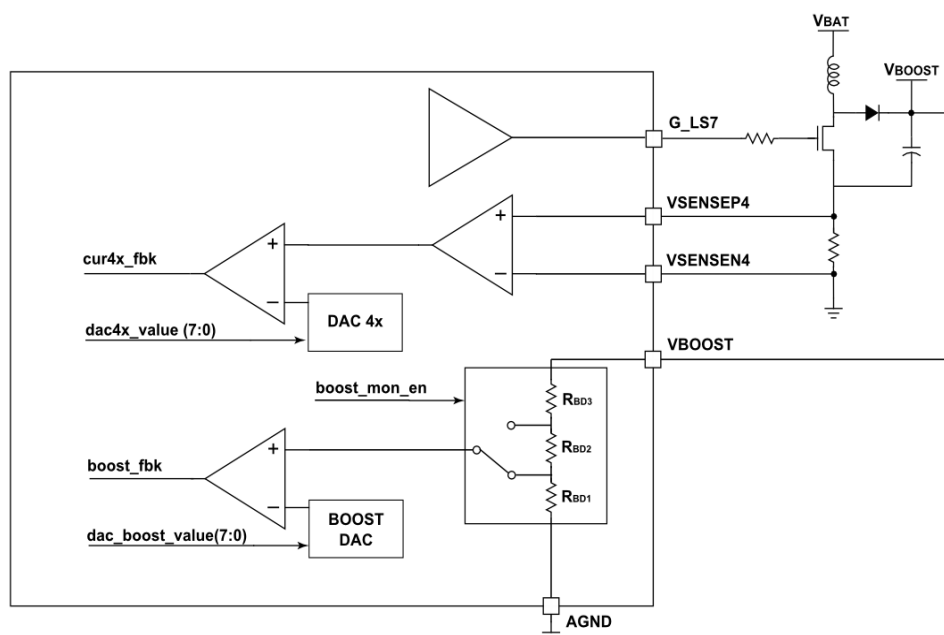 VBAT
VBOOST
G_LS7
VSENSEP4
+
+
cur4x_fbk
−
VSENSEN4
−
DAC 4x
dac4x_value (7:0)
VBOOST
boost_mon_en
RBD3
+
RBD2
boost_fbk
−
RBD1
BOOST
DAC
dac_boost_value(7:0)
AGND